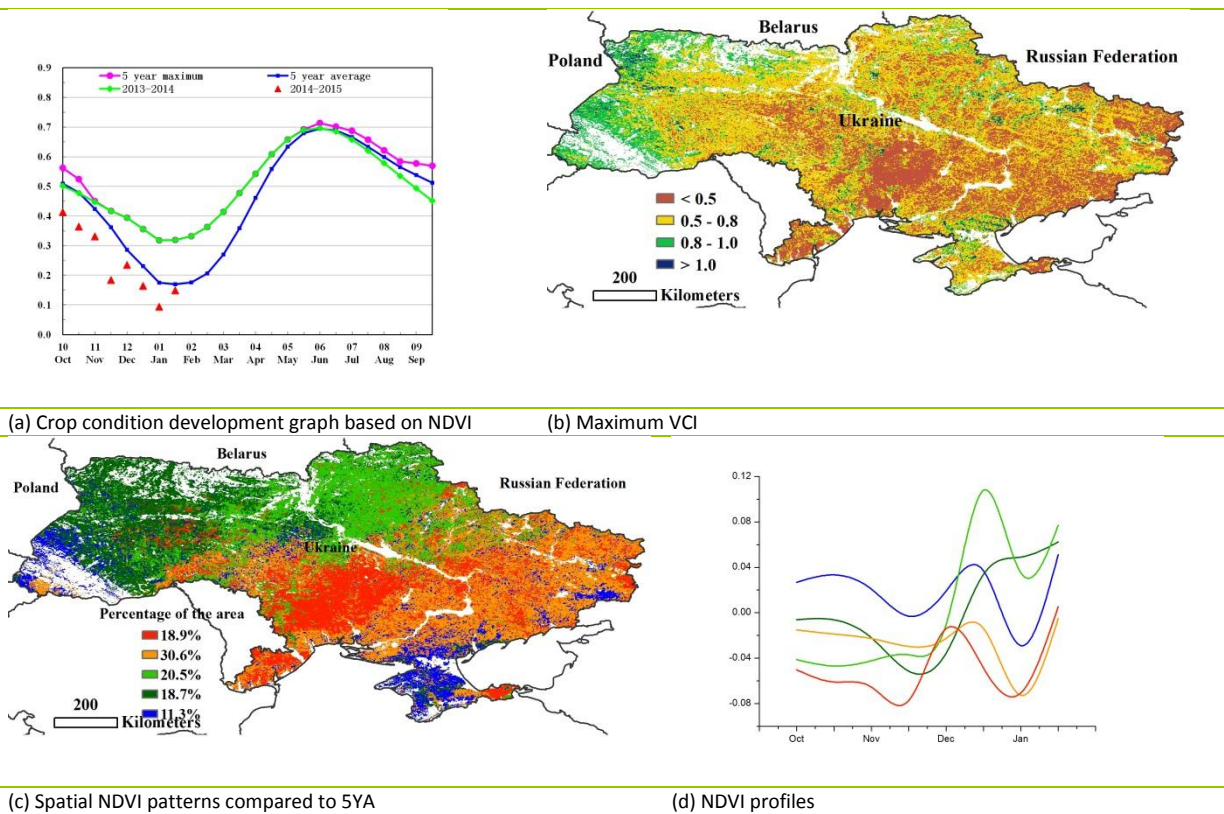 0.9
5 year maximum
5 year average
2013-2014
2014-2015
0.8
0.7
0.6
0.5
0.4
0.3
0.2
0.1
0.0
10 11 12 01 02 03 04 05 06 07 08 09
Oct Nov Dec Jan Feb Mar Apr May Jun Jul Aug Sep
Belarus
Poland
Russian Federation
Ukraine
< 0.5
0.5 - 0.8
0.8 - 1.0
> 1.0
200
Kilometers
(a) Crop condition development graph based on NDVI
(b) Maximum VCI
Belarus
Poland
Russian Federation
Ukraine
Percentage of the area
18.9%
30.6%
20.5%
18.7%
11.3%
200
Kilometers
0.12
0.08
0.04
0.00
-0.04
-0.08
Oct Nov Dec Jan
(c) Spatial NDVI patterns compared to 5YA
(d) NDVI profiles